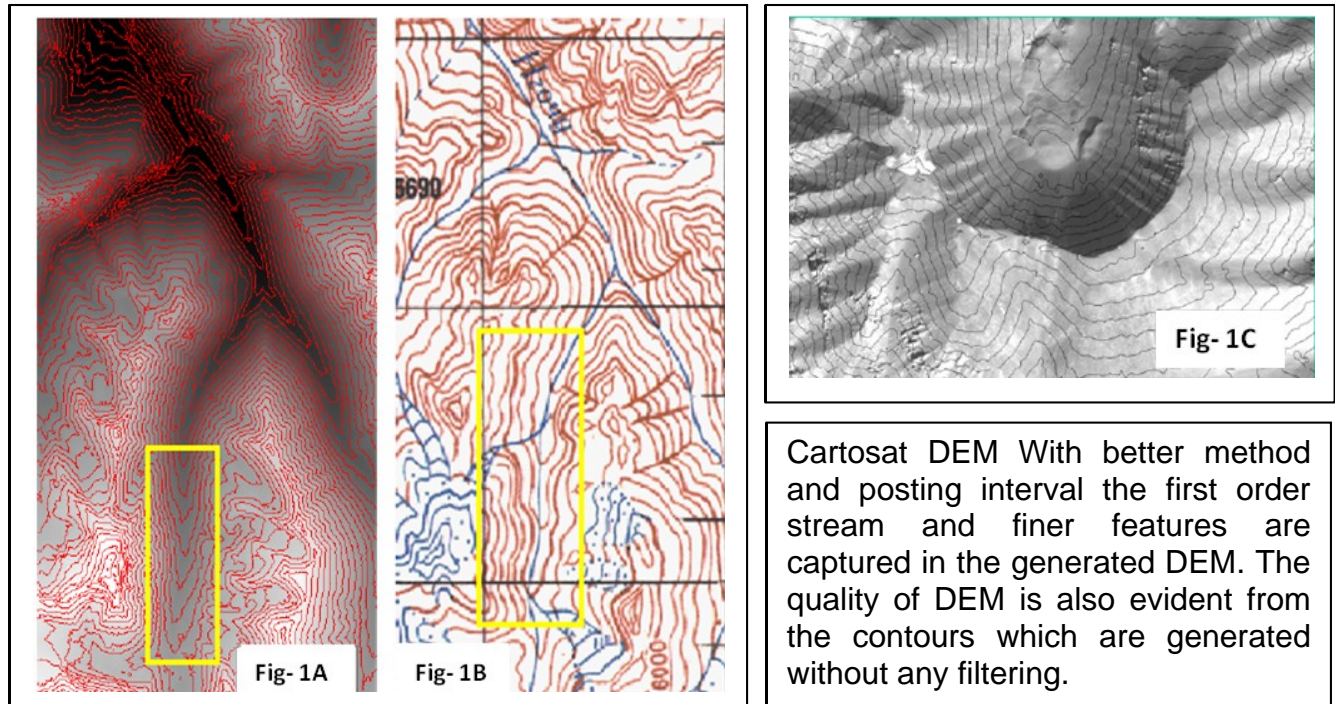 6690
6000
Fig- 1A
Fig- 1B
Fig- 1C
Cartosat DEM With better method
and posting interval the first order
stream and finer features are
captured in the generated DEM. The
quality of DEM is also evident from
the contours which are generated
without any filtering.